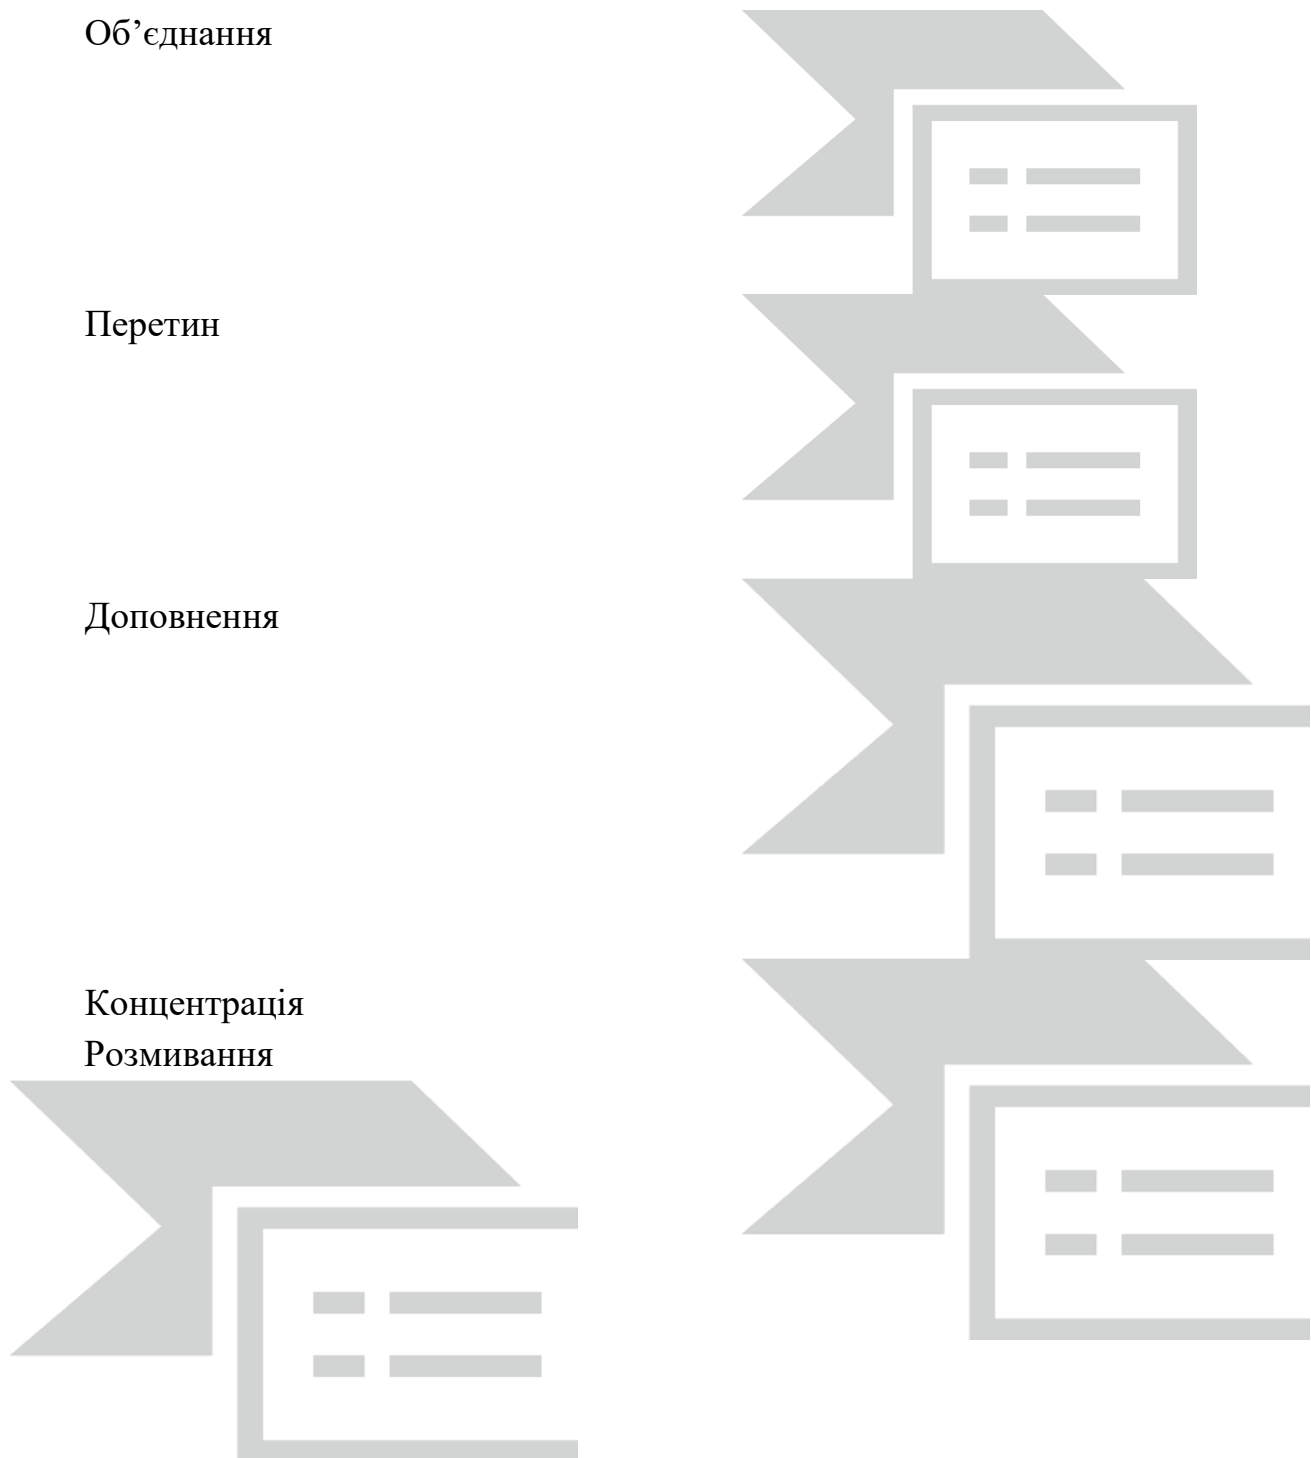 Об’єднання
Перетин
Доповнення
Концентрація
Розмивання